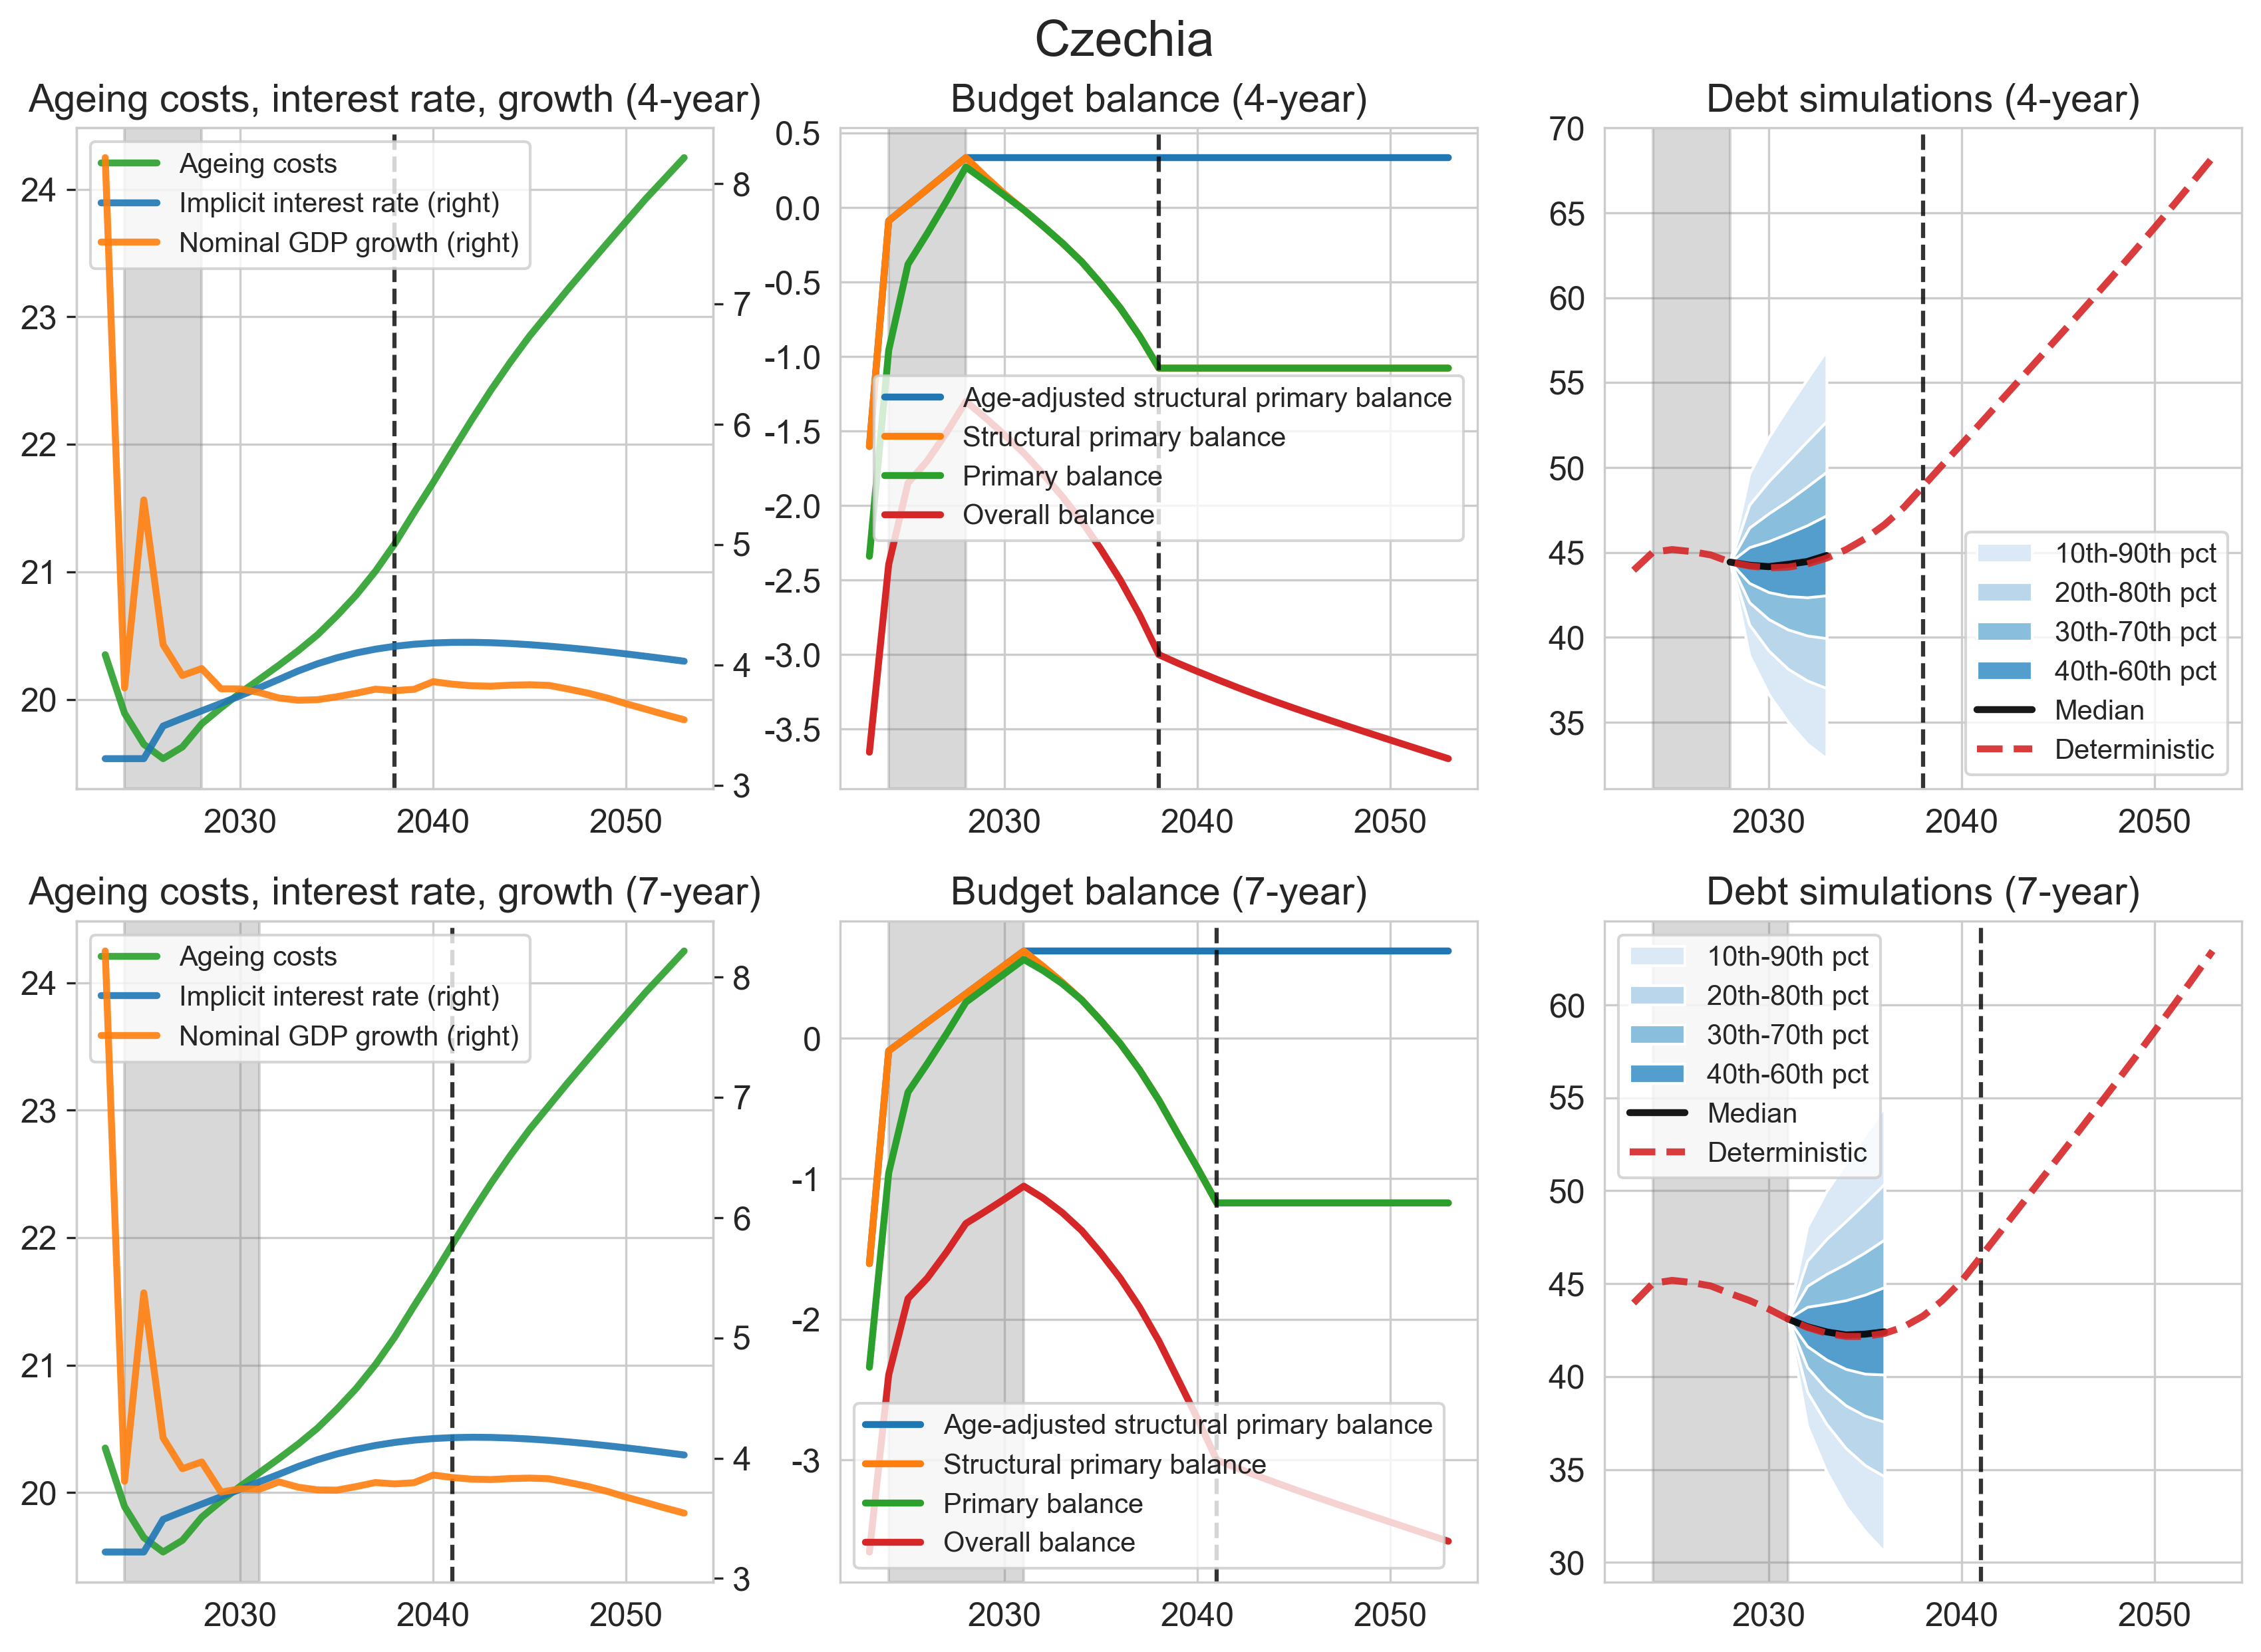 Czechia
Ageing costs, interest rate, growth (4-year)
24
23
22
21
20
8
7
6
5
4
3
2030
2040
2050
Ageing costs
Implicit interest rate (right)
Nominal GDP growth (right)
Budget balance (4-year)
0.5
0.0
-0.5
-1.0
-1.5
-2.0
-2.5
-3.0
-3.5
2030
2040
2050
Age-adjusted structural primary balance
Structural primary balance
Primary balance
Overall balance
Debt simulations (4-year)
70
65
60
55
50
45
40
35
2030
2040
2050
10th-90th pct
20th-80th pct
30th-70th pct
40th-60th pct
Median
Deterministic
Ageing costs, interest rate, growth (7-year)
24
23
22
21
20
8
7
6
5
4
3
2030
2040
2050
Ageing costs
Implicit interest rate (right)
Nominal GDP growth (right)
Budget balance (7-year)
0
-1
-2
-3
2030
2040
2050
Age-adjusted structural primary balance
Structural primary balance
Primary balance
Overall balance
Debt simulations (7-year)
60
55
50
45
40
35
30
2030
2040
2050
10th-90th pct
20th-80th pct
30th-70th pct
40th-60th pct
Median
Deterministic